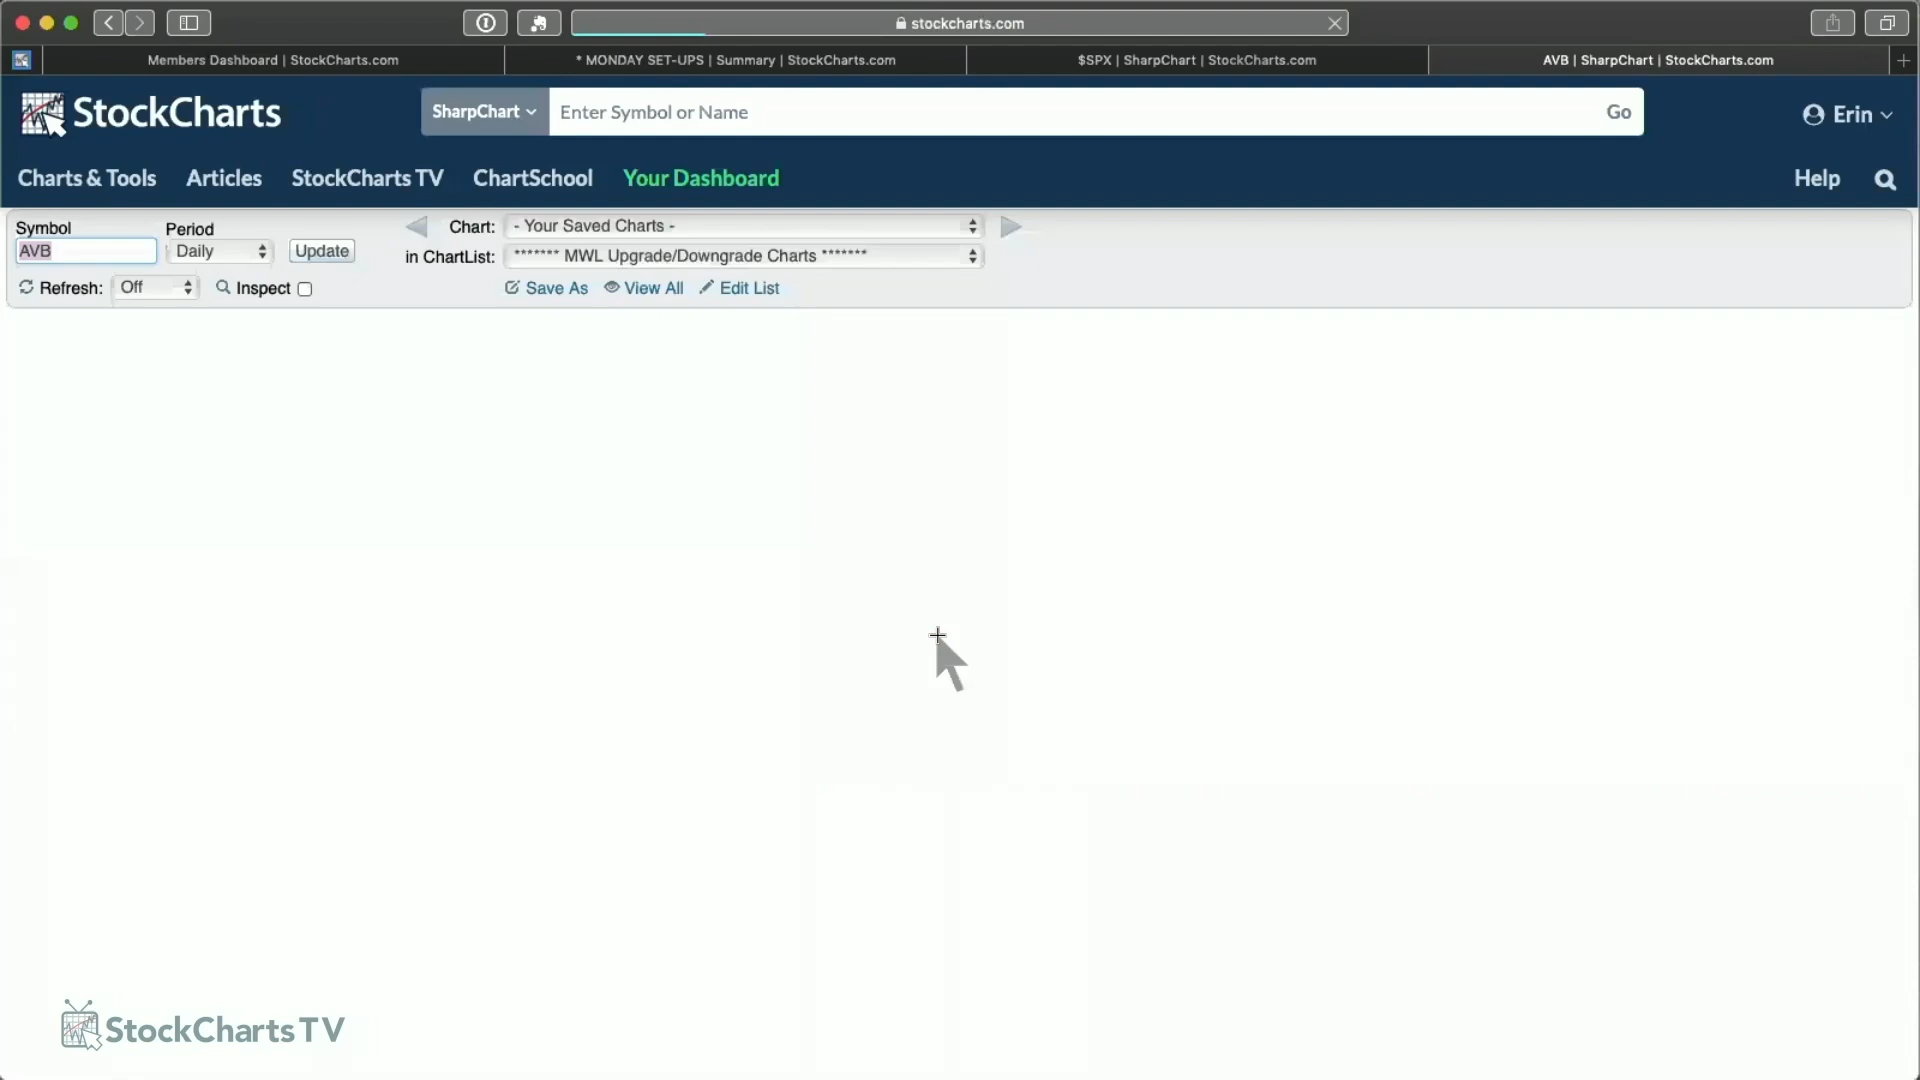 stockcharts.com
Members Dashboard | StockCharts.com
* MONDAY SET-UPS | Summary | StockCharts.com
$SPX | SharpChart | StockCharts.com
AVB | SharpChart | StockCharts.com
StockCharts
SharpChart
Enter Symbol or Name
Go
Erin
Charts & Tools
Articles
StockCharts TV
ChartSchool
Your Dashboard
Help
Symbol
Period
Chart:
- Your Saved Charts -
AVB
Daily
Update
in ChartList:
******* MWL Upgrade/Downgrade Charts *******
Refresh:
Off
Inspect
Save As
View All
Edit List
StockCharts TV